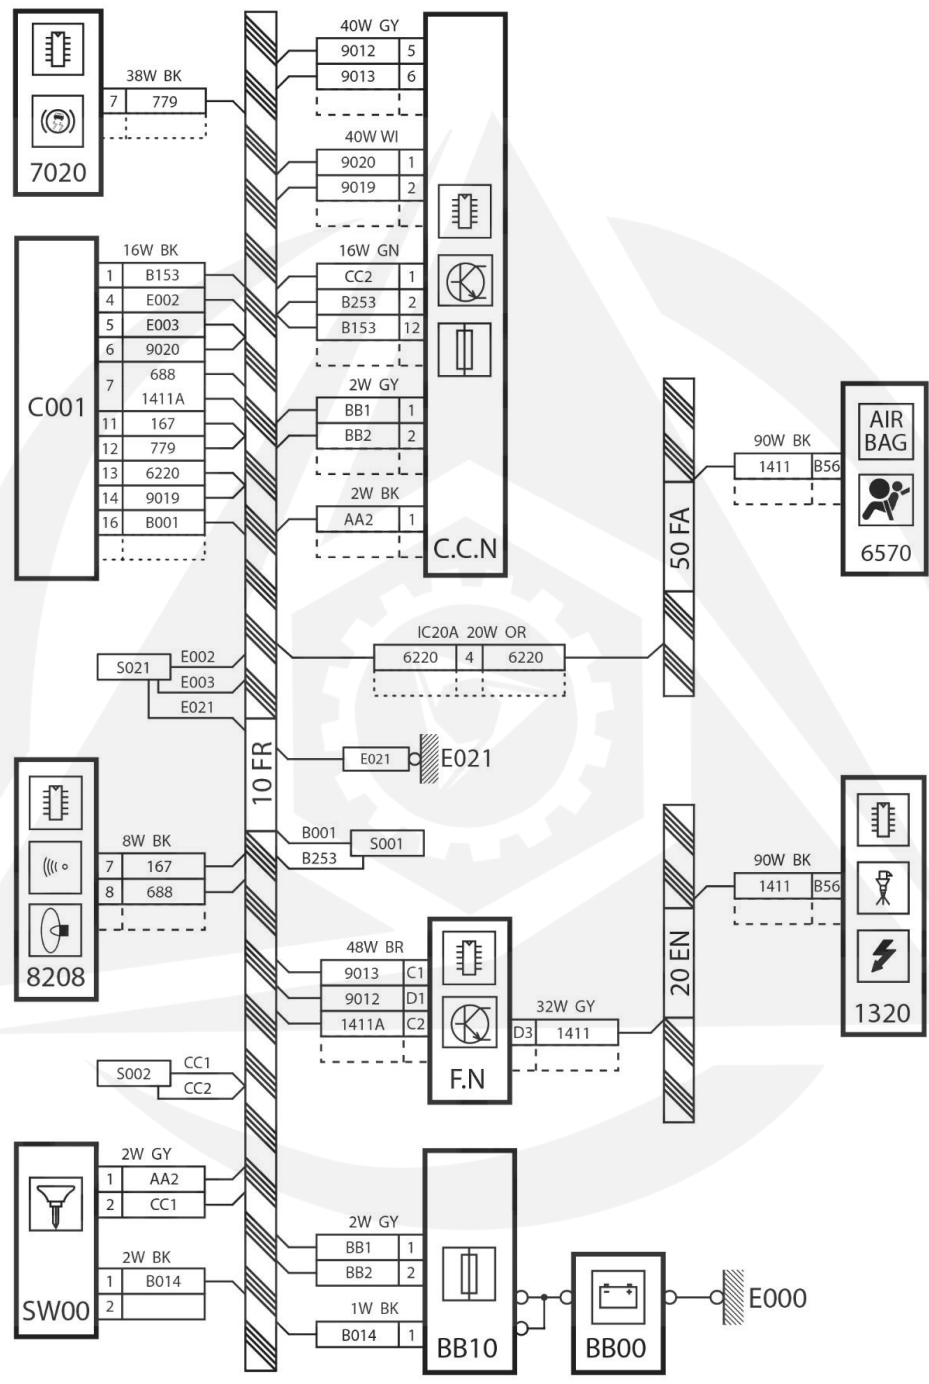 38W BK
7 779
7020
16W BK
1 B153
4 E002
5 E003
6 9020
7 688
1411A
11 167
12 779
13 6220
14 9019
16 B001
C001
S021
E002
E003
E021
8W BK
7 167
8 688
8208
S002
CC1
CC2
2W GY
1 AA2
2 CC1
2W BK
1 B014
2
SW00
10 FR
40W GY
9012 5
9013 6
40W WI
9020 1
9019 2
16W GN
CC2 1
B253 2
B153 12
2W GY
BB1 1
BB2 2
2W BK
AA2 1
C.C.N
IC20A 20W OR
6220 4 6220
E021
E021
B001
B253
S001
48W BR
9013 C1
9012 D1
1411A C2
F.N
32W GY
D3 1411
2W GY
BB1 1
BB2 2
1W BK
B014 1
BB10
BB00
E000
50 FA
90W BK
1411 B56
AIR
BAG
6570
20 EN
90W BK
1411 B56
1320